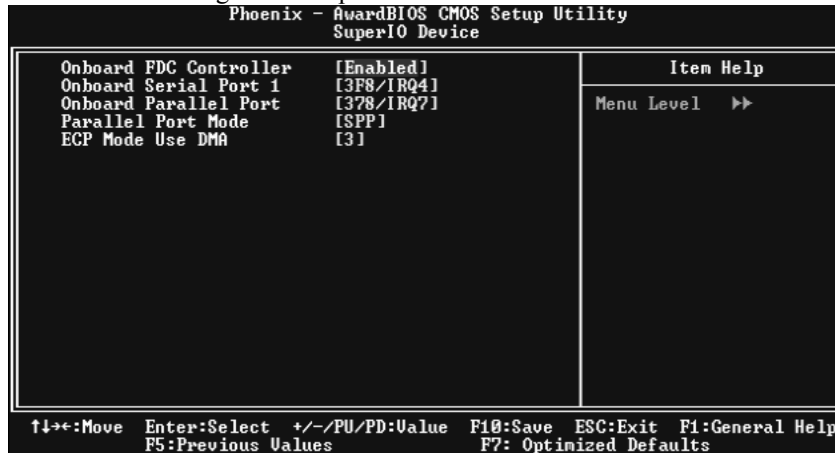 Phoenix - AwardBIOS CMOS Setup Utility
SuperIO Device
Onboard FDC Controller [Enabled]
Onboard Serial Port 1 [3F8/IRQ4]
Onboard Parallel Port [378/IRQ7]
Parallel Port Mode [SPP]
ECP Mode Use DMA [3]
Item Help
Menu Level ▶▶
↑↓→←:Move Enter:Select +/-/PU/PD:Value F10:Save ESC:Exit F1:General Help
F5:Previous Values F7: Optimized Defaults